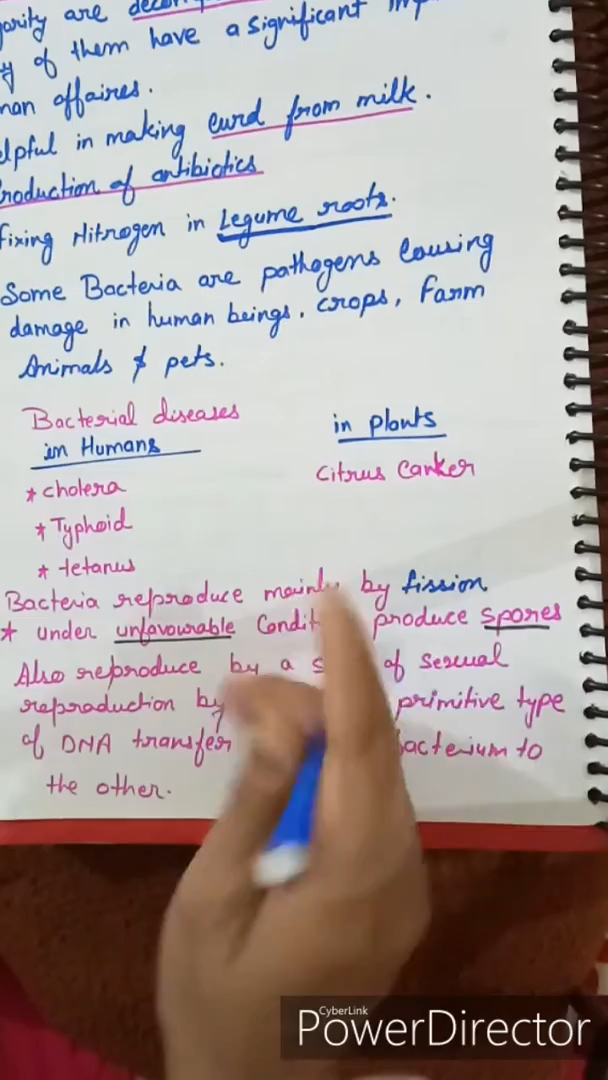 are
of them have a significant
affaires.
in making curd from milk.
of antibiotics
fixing Nitrogen in Legume roots.
Some Bacteria are pathogens causing
damage in human beings, crops, Farm
Animals & pets.
Bacterial diseases
in Humans
in plants
Citrus Canker
* cholera
* Typhoid
* tetanus
Bacteria reproduce mainly by fission
* under unfavourable produce spores
Also reproduce by a of sexual
reproduction by primitive type
of DNA transfer to
the other.
CyberLink
PowerDirector